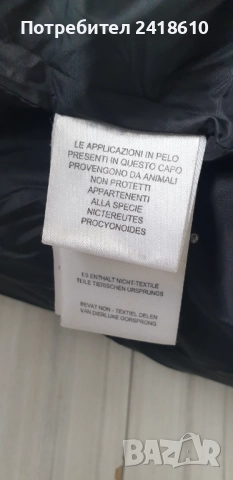 Потребител 2418610
LE APPLICAZIONI IN PELO
PRESENTI IN QUESTO CAPO
PROVENGONO DA ANIMALI
NON PROTETTI
APPARTENENTI
ALLA SPECIE
NICTEREUTES
PROCYONOIDES
ES ENTHALT NICHT-TEXTILE
TEILE TIERISCHEN URSPRUNGS
BEVAT NON - TEXTIEL DELEN
VAN DIERLIJKE OORSPRONG
BAZAR